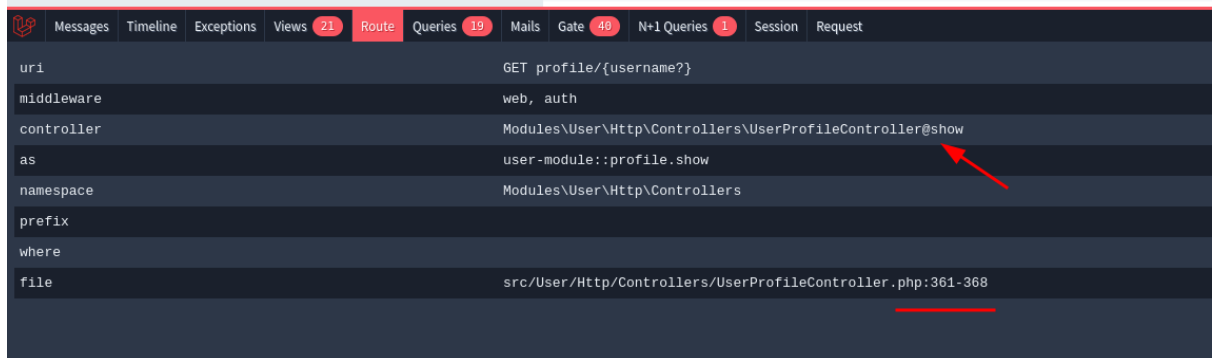 Messages Timeline Exceptions Views 21 Route Queries 19 Mails Gate 40 N+1 Queries 1 Session Request
uri GET profile/{username?}
middleware web, auth
controller Modules\User\Http\Controllers\UserProfileController@show
as user-module::profile.show
namespace Modules\User\Http\Controllers
prefix
where
file src/User/Http/Controllers/UserProfileController.php:361-368